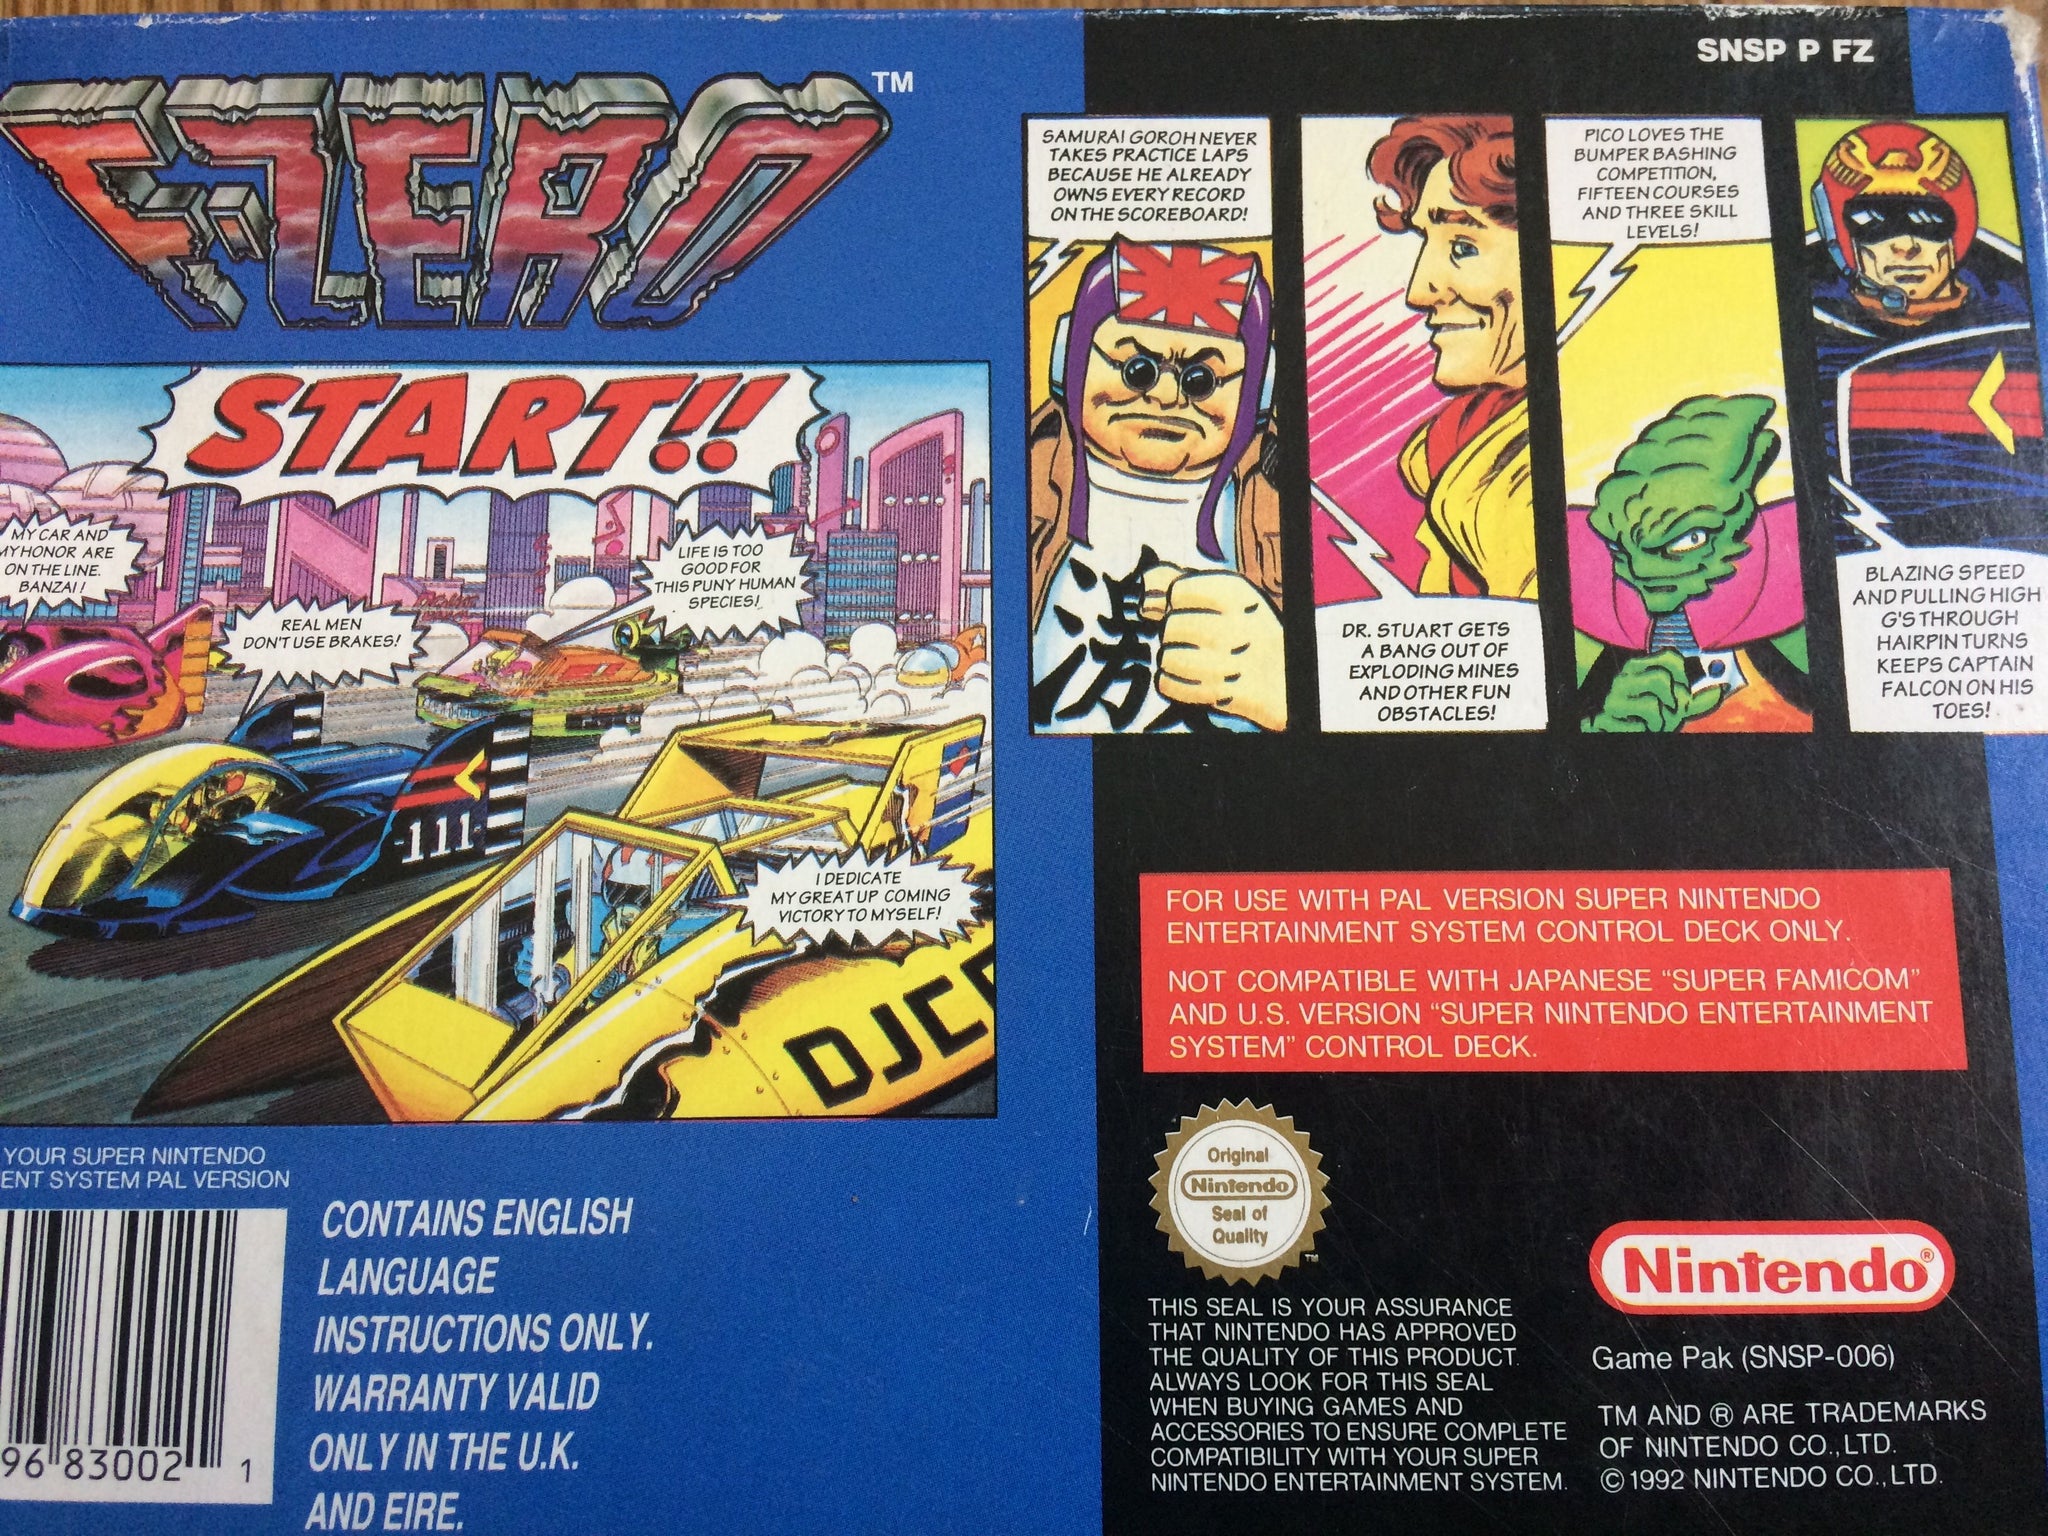 SNSP P FZ
F-ZERO™
START!!
MY CAR AND
MY HONOR ARE
ON THE LINE.
BANZAI!
REAL MEN
DON'T USE BRAKES!
LIFE IS TOO
GOOD FOR
THIS PUNY HUMAN
SPECIES!
-111-
I DEDICATE
MY GREAT UP COMING
VICTORY TO MYSELF!
DJC
SAMURAI GOROH NEVER
TAKES PRACTICE LAPS
BECAUSE HE ALREADY
OWNS EVERY RECORD
ON THE SCOREBOARD!
DR. STUART GETS
A BANG OUT OF
EXPLODING MINES
AND OTHER FUN
OBSTACLES!
PICO LOVES THE
BUMPER BASHING
COMPETITION,
FIFTEEN COURSES
AND THREE SKILL
LEVELS!
BLAZING SPEED
AND PULLING HIGH
G'S THROUGH
HAIRPIN TURNS
KEEPS CAPTAIN
FALCON ON HIS
TOES!
FOR USE WITH PAL VERSION SUPER NINTENDO
ENTERTAINMENT SYSTEM CONTROL DECK ONLY.
NOT COMPATIBLE WITH JAPANESE "SUPER FAMICOM"
AND U.S. VERSION "SUPER NINTENDO ENTERTAINMENT
SYSTEM" CONTROL DECK.
YOUR SUPER NINTENDO
ENT SYSTEM PAL VERSION
96 83002 1
CONTAINS ENGLISH
LANGUAGE
INSTRUCTIONS ONLY.
WARRANTY VALID
ONLY IN THE U.K.
AND EIRE.
Original
Nintendo
Seal of
Quality
TM
THIS SEAL IS YOUR ASSURANCE
THAT NINTENDO HAS APPROVED
THE QUALITY OF THIS PRODUCT.
ALWAYS LOOK FOR THIS SEAL
WHEN BUYING GAMES AND
ACCESSORIES TO ENSURE COMPLETE
COMPATIBILITY WITH YOUR SUPER
NINTENDO ENTERTAINMENT SYSTEM.
Nintendo®
Game Pak (SNSP-006)
TM AND ® ARE TRADEMARKS
OF NINTENDO CO., LTD.
© 1992 NINTENDO CO., LTD.